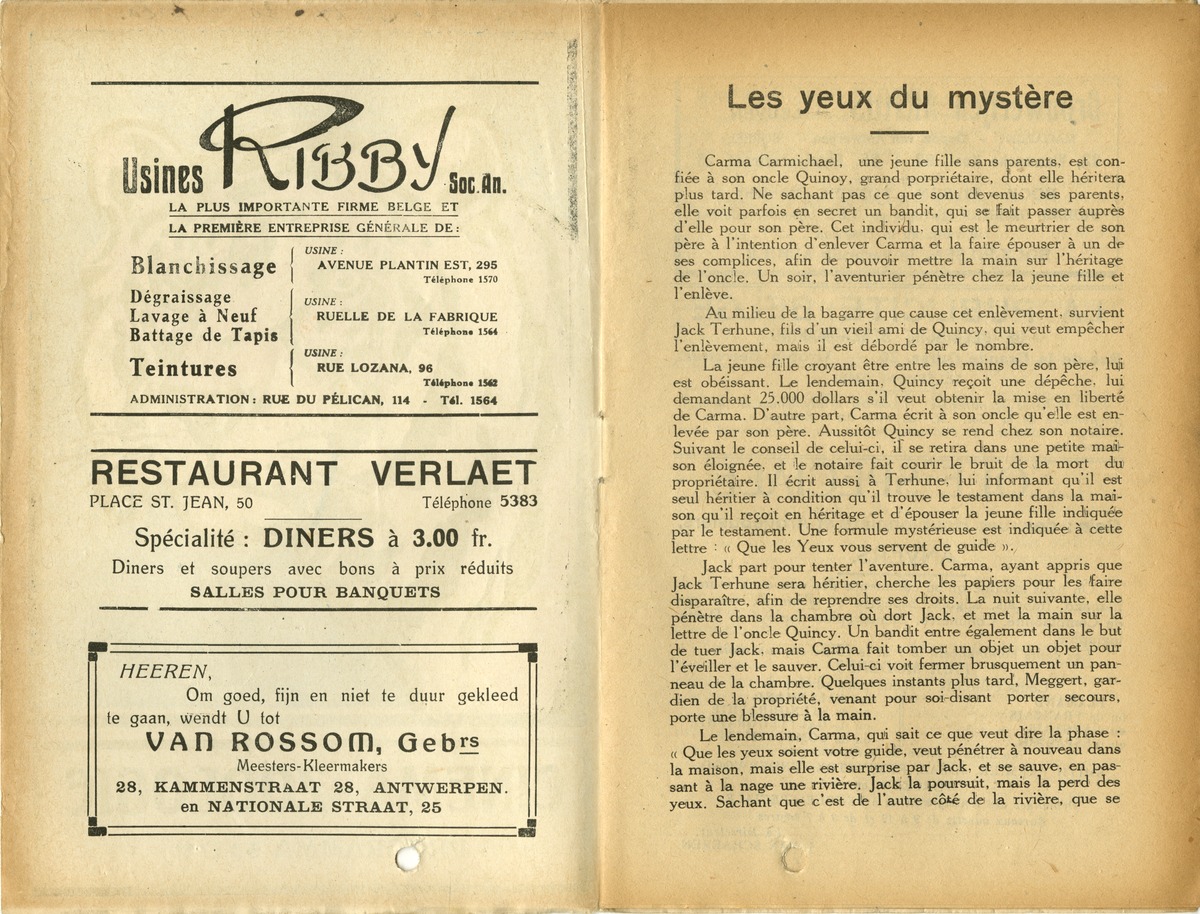 Usines RIBBY Soc. An.
LA PLUS IMPORTANTE FIRME BELGE ET
LA PREMIÈRE ENTREPRISE GÉNÉRALE DE:
Blanchissage
USINE :
AVENUE PLANTIN EST, 295
Téléphone 1570
Dégraissage
Lavage à Neuf
Battage de Tapis
USINE :
RUELLE DE LA FABRIQUE
Téléphone 1564
Teintures
USINE :
RUE LOZANA, 96
Téléphone 1562
ADMINISTRATION: RUE DU PÉLICAN, 114 - Tél. 1564
RESTAURANT VERLAET
PLACE ST. JEAN, 50 Téléphone 5383
Spécialité : DINERS à 3.00 fr.
Diners et soupers avec bons à prix réduits
SALLES POUR BANQUETS
HEEREN,
Om goed, fijn en niet te duur gekleed
te gaan, wendt U tot
VAN ROSSOM, Gebrs
Meesters-Kleermakers
28, KAMMENSTRAAT 28, ANTWERPEN.
en NATIONALE STRAAT, 25
Les yeux du mystère
Carma Carmichael, une jeune fille sans parents, est con-
fiée à son oncle Quinoy, grand porpriétaire, dont elle héritera
plus tard. Ne sachant pas ce que sont devenus ses parents,
elle voit parfois en secret un bandit, qui se fait passer auprès
d'elle pour son père. Cet individu, qui est le meurtrier de son
père à l'intention d'enlever Carma et la faire épouser à un de
ses complices, afin de pouvoir mettre la main sur l'héritage
de l'oncle. Un soir, l'aventurier pénètre chez la jeune fille et
l'enlève.
Au milieu de la bagarre que cause cet enlèvement, survient
Jack Terhune, fils d'un vieil ami de Quincy, qui veut empêcher
l'enlèvement, mais il est débordé par le nombre.
La jeune fille croyant être entre les mains de son père, lui
est obéissant. Le lendemain, Quincy reçoit une dépêche, lui
demandant 25.000 dollars s'il veut obtenir la mise en liberté
de Carma. D'autre part, Carma écrit à son oncle qu'elle est en-
levée par son père. Aussitôt Quincy se rend chez son notaire.
Suivant le conseil de celui-ci, il se retira dans une petite mai-
son éloignée, et le notaire fait courir le bruit de la mort du
propriétaire. Il écrit aussi à Terhune, lui informant qu'il est
seul héritier à condition qu'il trouve le testament dans la mai-
son qu'il reçoit en héritage et d'épouser la jeune fille indiquée
par le testament. Une formule mystérieuse est indiquée à cette
lettre : « Que les Yeux vous servent de guide ».
Jack part pour tenter l'aventure. Carma, ayant appris que
Jack Terhune sera héritier, cherche les papiers pour les faire
disparaître, afin de reprendre ses droits. La nuit suivante, elle
pénètre dans la chambre où dort Jack, et met la main sur la
lettre de l'oncle Quincy. Un bandit entre également dans le but
de tuer Jack, mais Carma fait tomber un objet un objet pour
l'éveiller et le sauver. Celui-ci voit fermer brusquement un pan-
neau de la chambre. Quelques instants plus tard, Meggert, gar-
dien de la propriété, venant pour soi-disant porter secours,
porte une blessure à la main.
Le lendemain, Carma, qui sait ce que veut dire la phase :
« Que les yeux soient votre guide, veut pénétrer à nouveau dans
la maison, mais elle est surprise par Jack, et se sauve, en pas-
sant à la nage une rivière. Jack la poursuit, mais la perd des
yeux. Sachant que c'est de l'autre côté de la rivière, que se